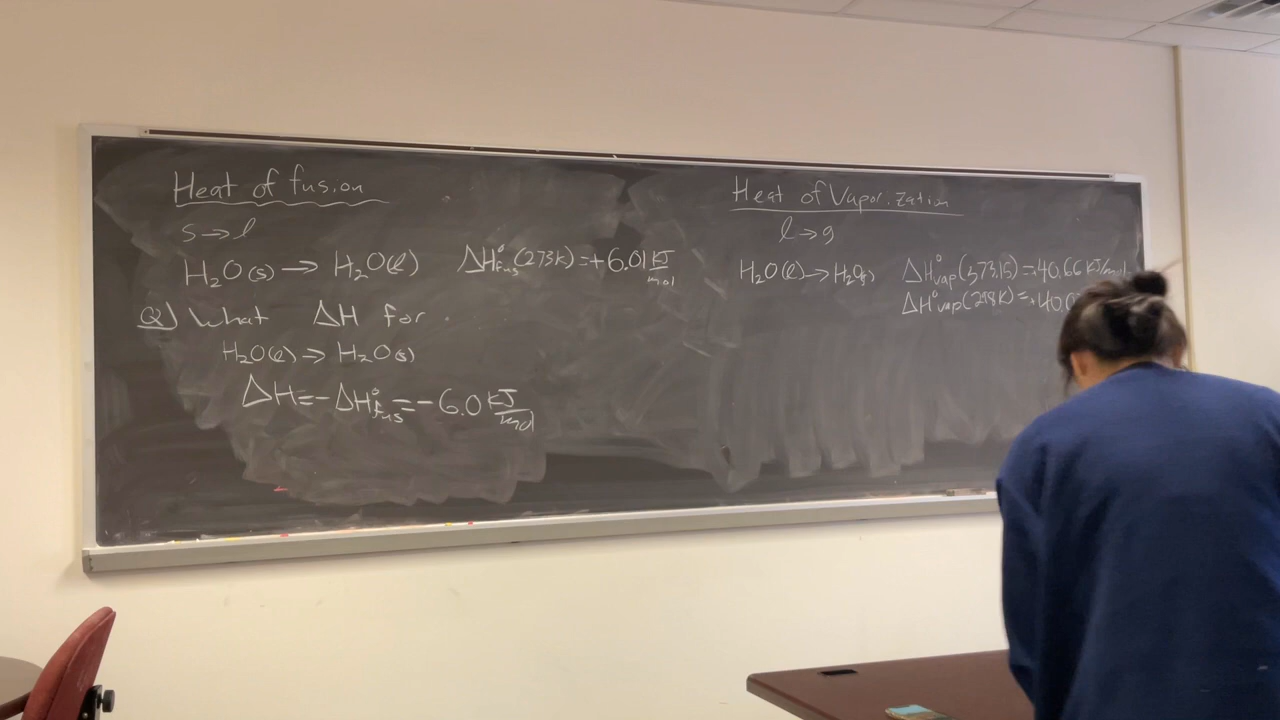 Heat of fusion
s→l
H₂O(s) → H₂O(l) ΔH°fus(273K)=+6.01 kJ/mol
Q) What ΔH for
H₂O(l) → H₂O(s)
ΔH=-ΔH°fus=-6.0 kJ/mol
Heat of Vaporization
l→g
H₂O(l)→H₂O(g) ΔH°vap(373.15)=+40.66 kJ/mol
ΔH°vap(298K)=+40.0